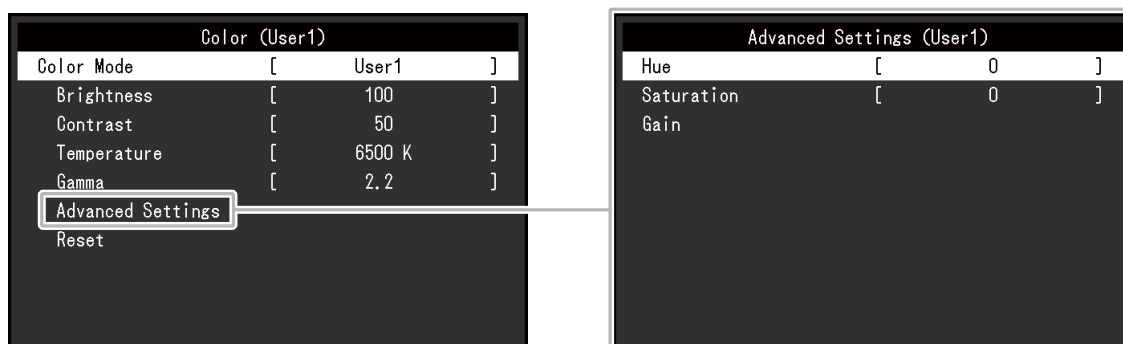 Color (User1)
Color Mode [ User1 ]
Brightness [ 100 ]
Contrast [ 50 ]
Temperature [ 6500 K ]
Gamma [ 2.2 ]
Advanced Settings
Reset
Advanced Settings (User1)
Hue [ 0 ]
Saturation [ 0 ]
Gain